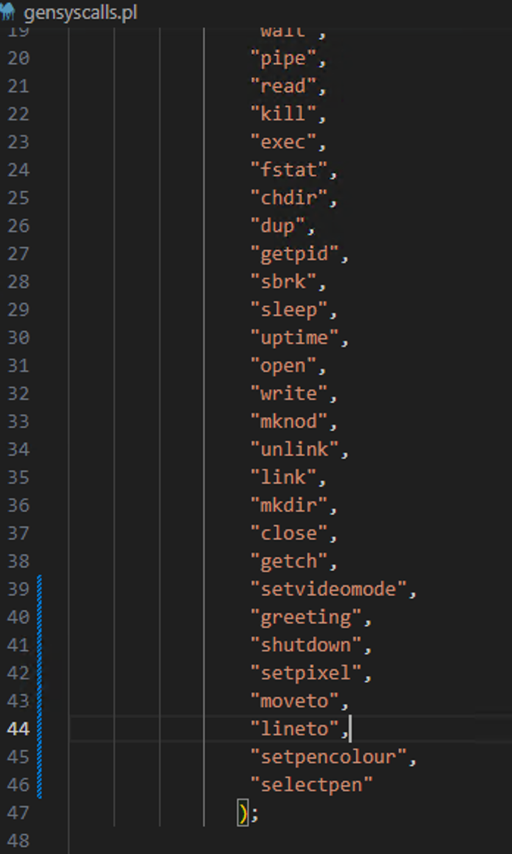 gensyscalls.pl
19 "wait",
20 "pipe",
21 "read",
22 "kill",
23 "exec",
24 "fstat",
25 "chdir",
26 "dup",
27 "getpid",
28 "sbrk",
29 "sleep",
30 "uptime",
31 "open",
32 "write",
33 "mknod",
34 "unlink",
35 "link",
36 "mkdir",
37 "close",
38 "getch",
39 "setvideomode",
40 "greeting",
41 "shutdown",
42 "setpixel",
43 "moveto",
44 "lineto",
45 "setpencolour",
46 "selectpen"
47 );
48